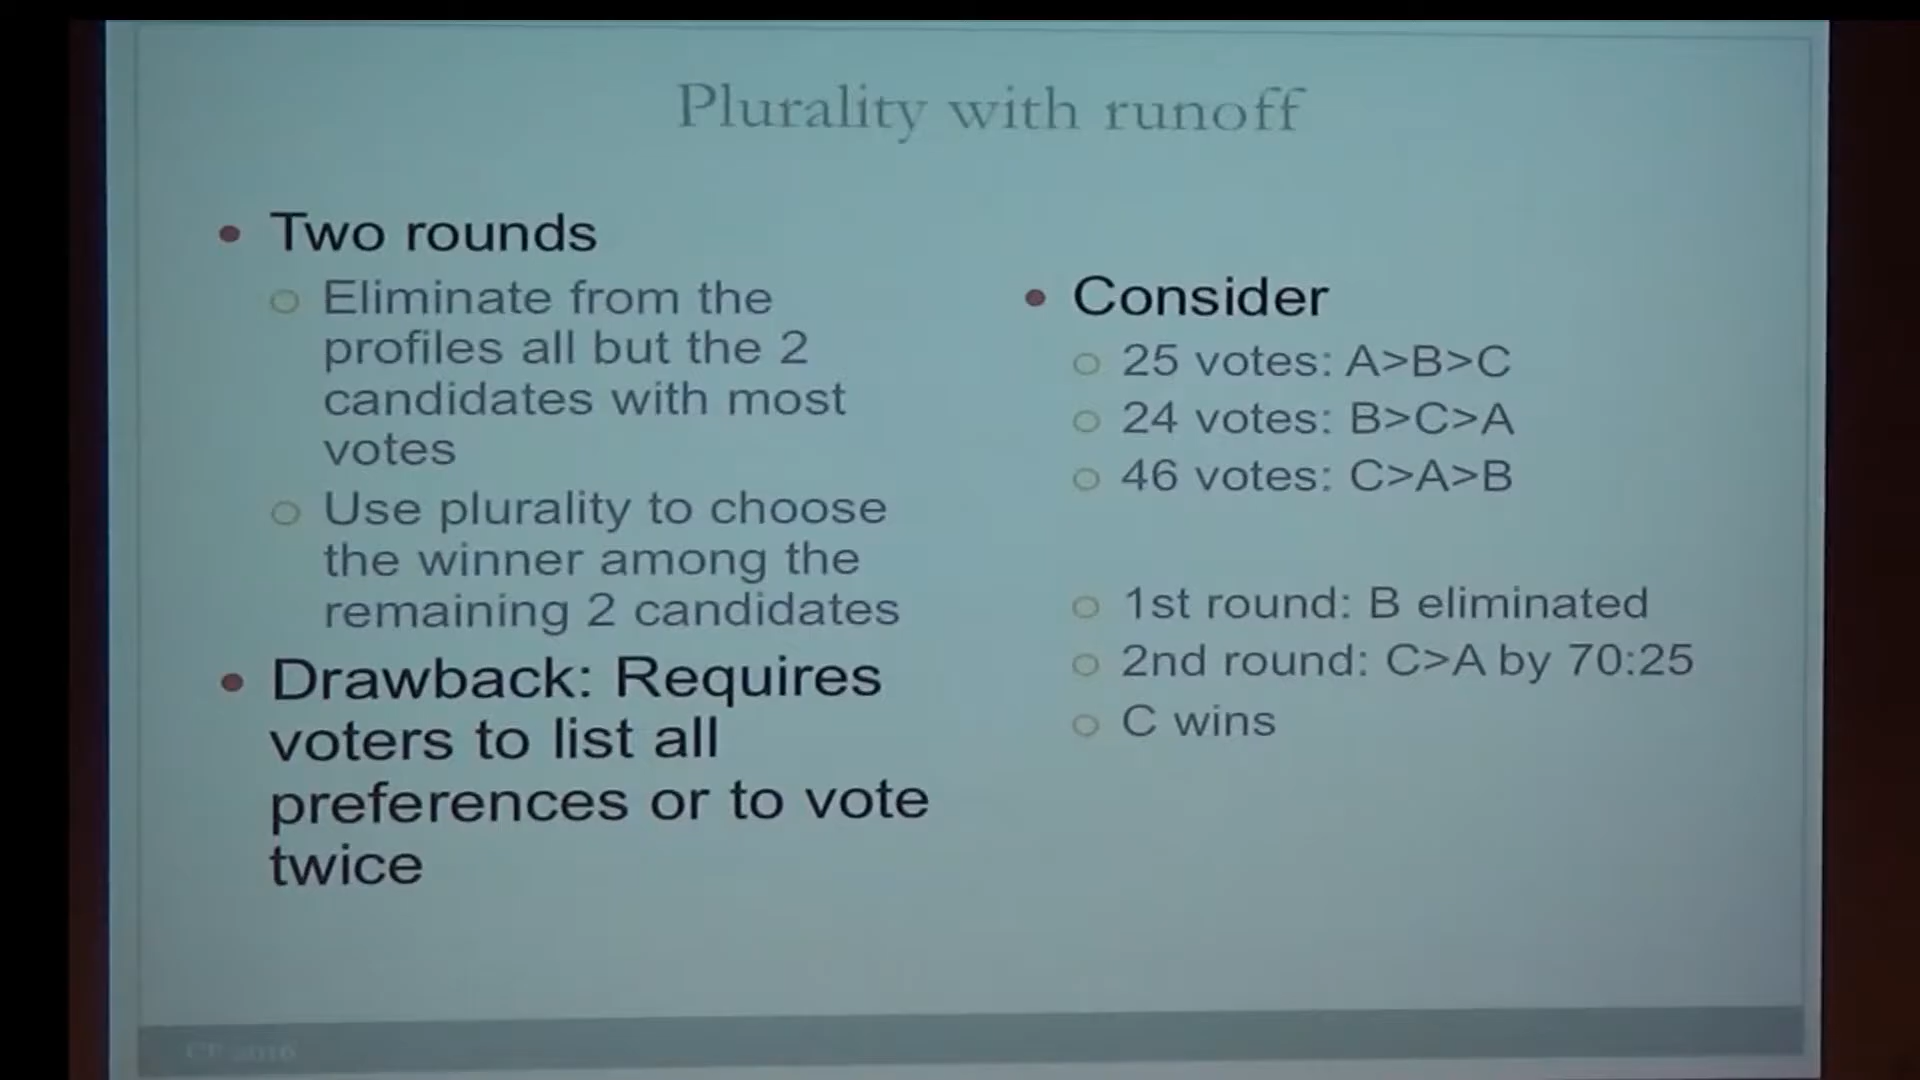 Plurality with runoff
• Two rounds
○ Eliminate from the
profiles all but the 2
candidates with most
votes
○ Use plurality to choose
the winner among the
remaining 2 candidates
• Drawback: Requires
voters to list all
preferences or to vote
twice
• Consider
○ 25 votes: A>B>C
○ 24 votes: B>C>A
○ 46 votes: C>A>B
○ 1st round: B eliminated
○ 2nd round: C>A by 70:25
○ C wins
2016